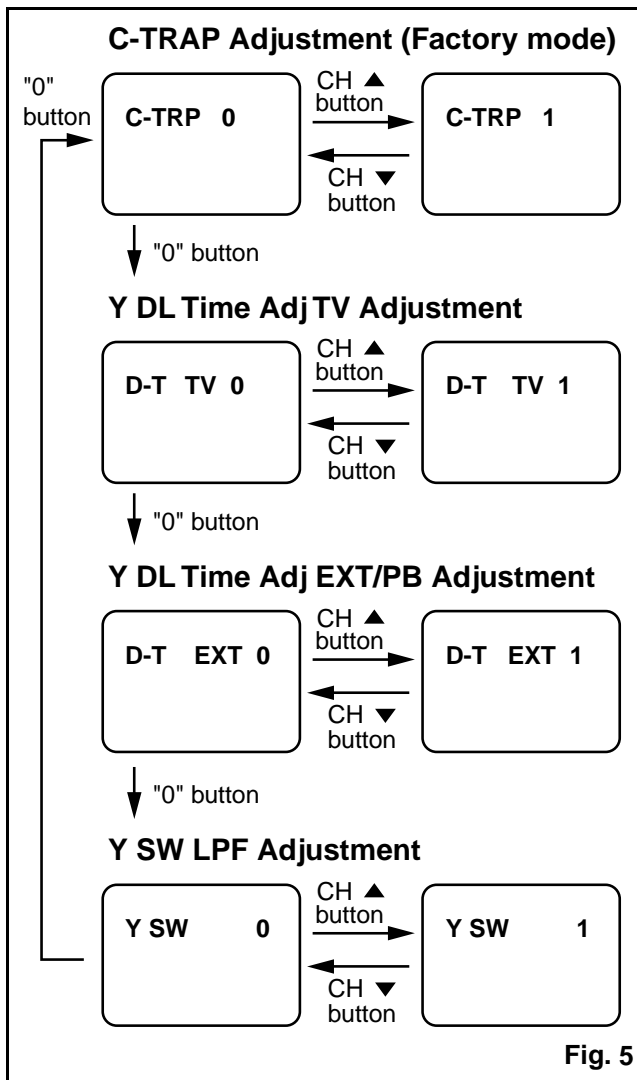 C-TRAP Adjustment (Factory mode)
"0"
button
C-TRP 0
CH ▲
button
CH ▼
button
C-TRP 1
"0" button
Y DL Time Adj TV Adjustment
D-T TV 0
CH ▲
button
CH ▼
button
D-T TV 1
"0" button
Y DL Time Adj EXT/PB Adjustment
D-T EXT 0
CH ▲
button
CH ▼
button
D-T EXT 1
"0" button
Y SW LPF Adjustment
Y SW 0
CH ▲
button
CH ▼
button
Y SW 1
Fig. 5